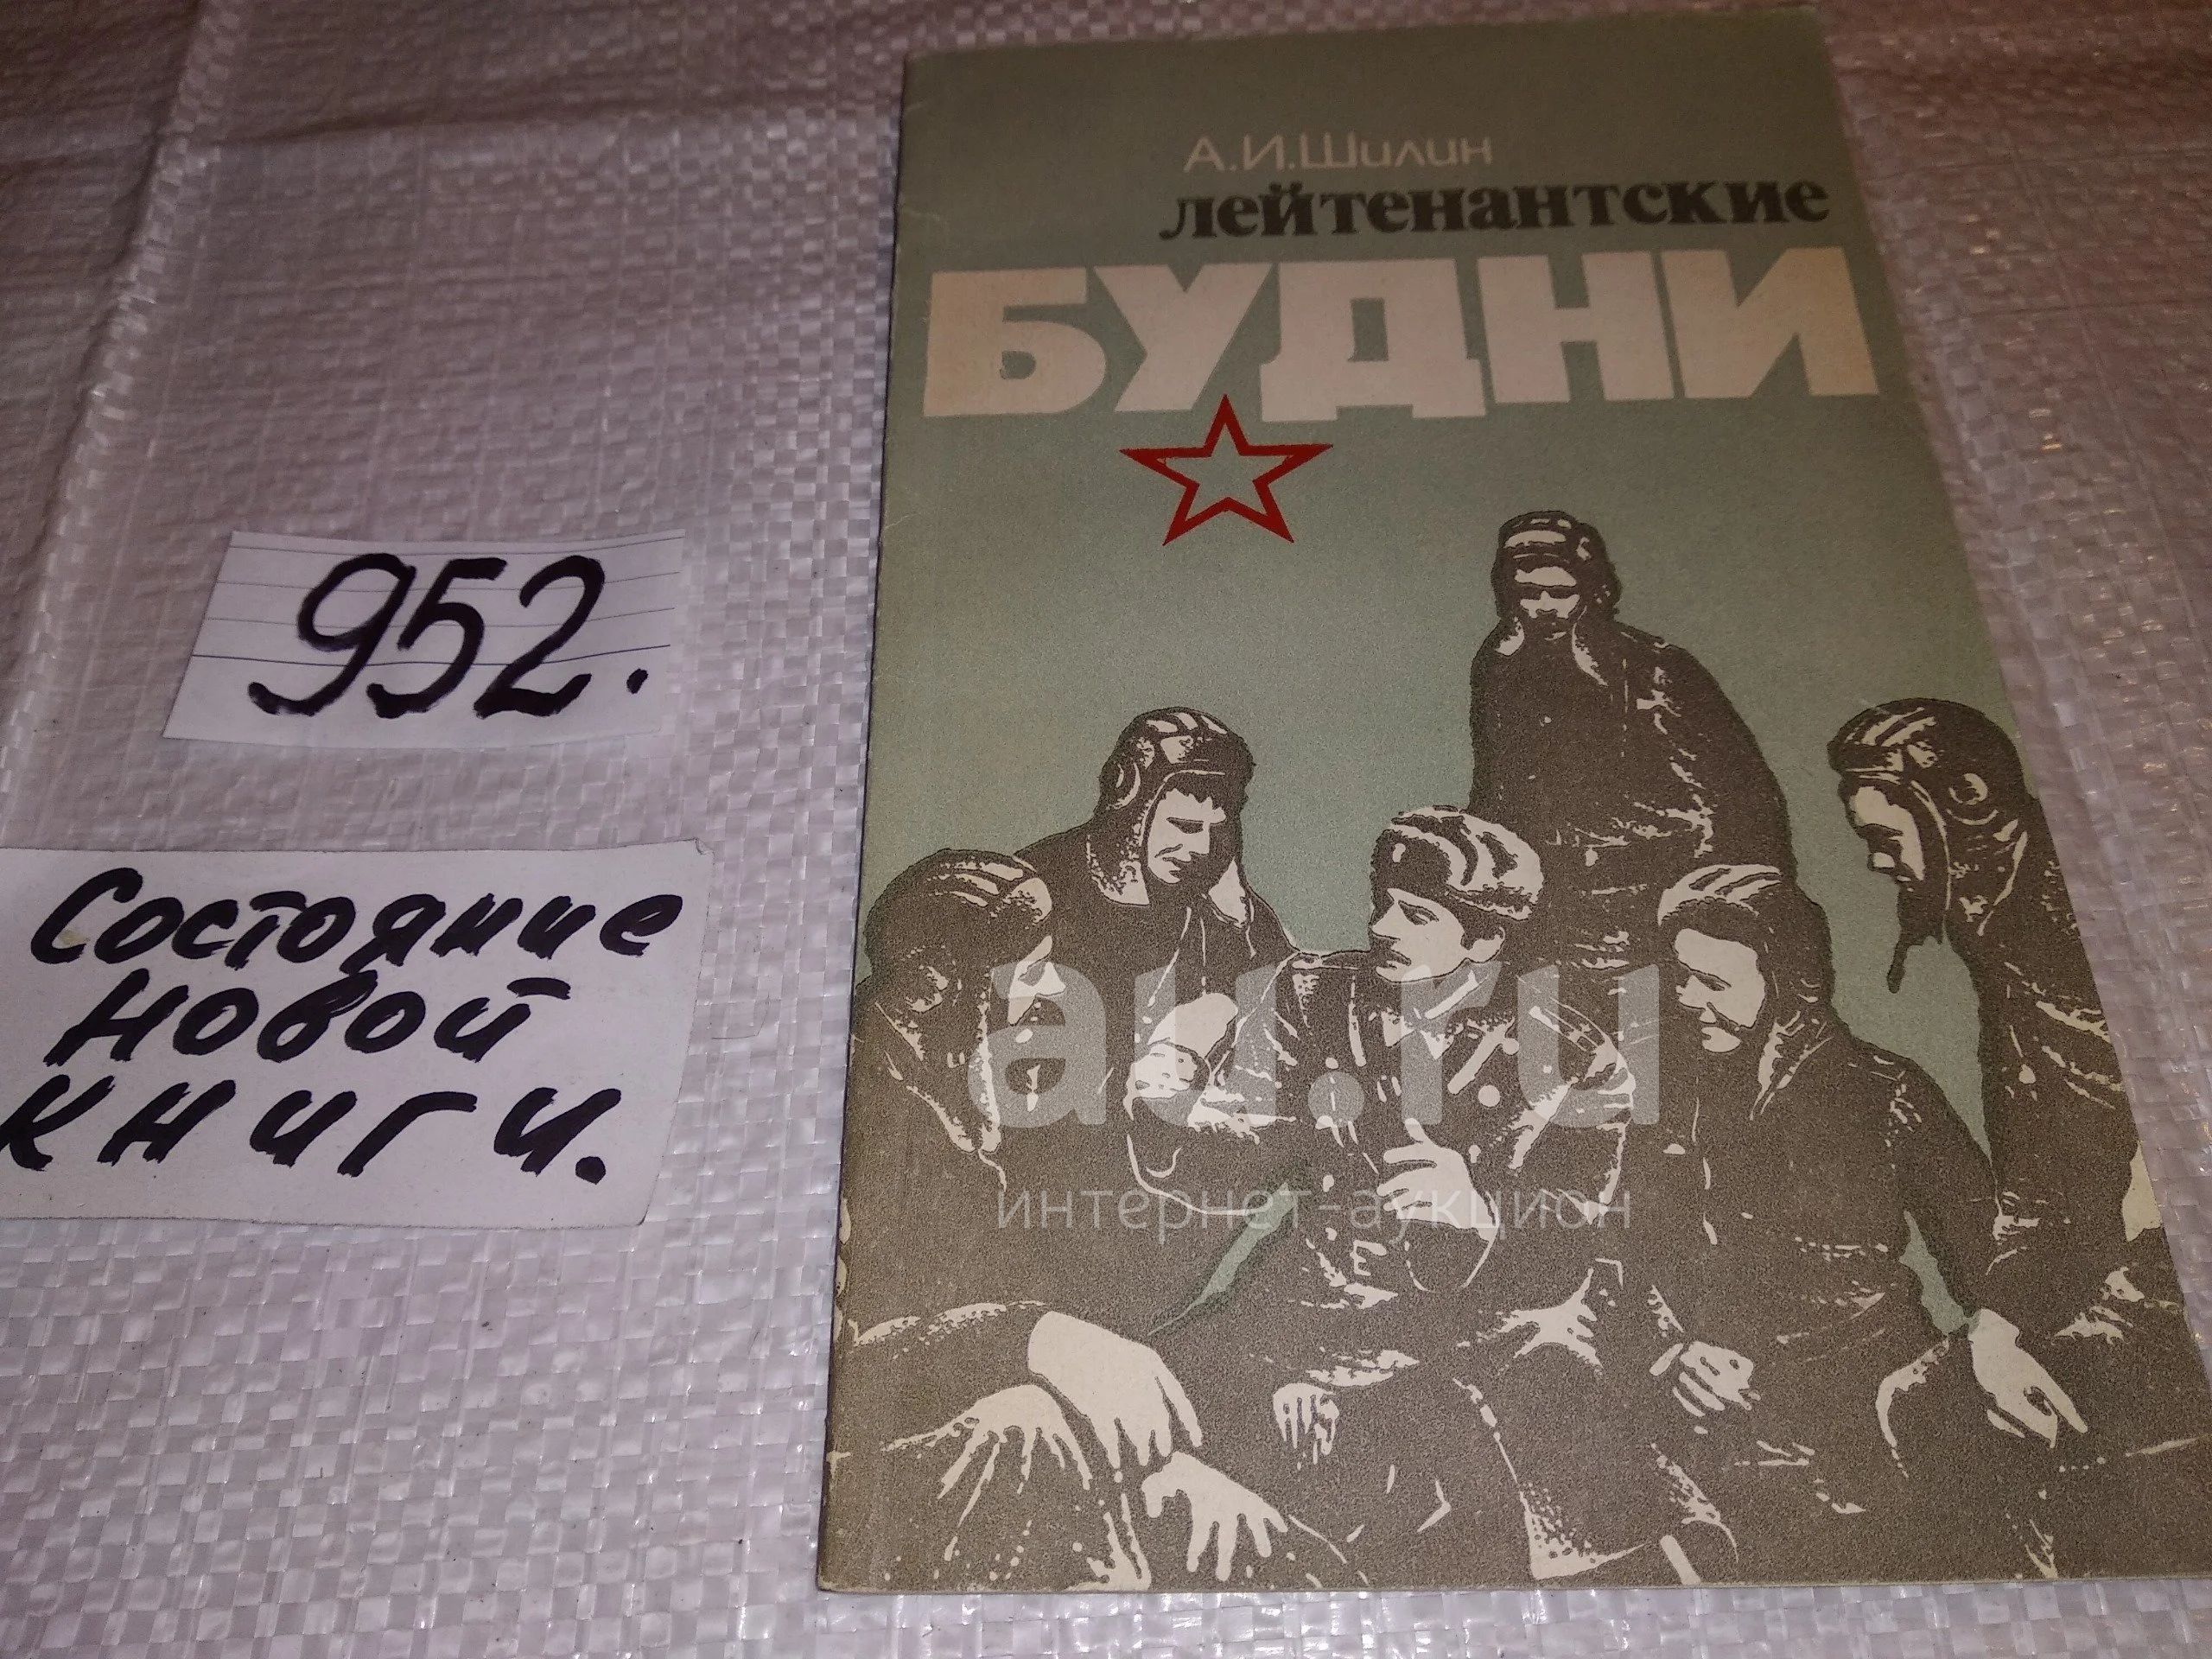 А.И.Шилин
лейтенантские
БУДНИ
952.
Состояние
новой
книги.
au.ru
интернет-аукцион